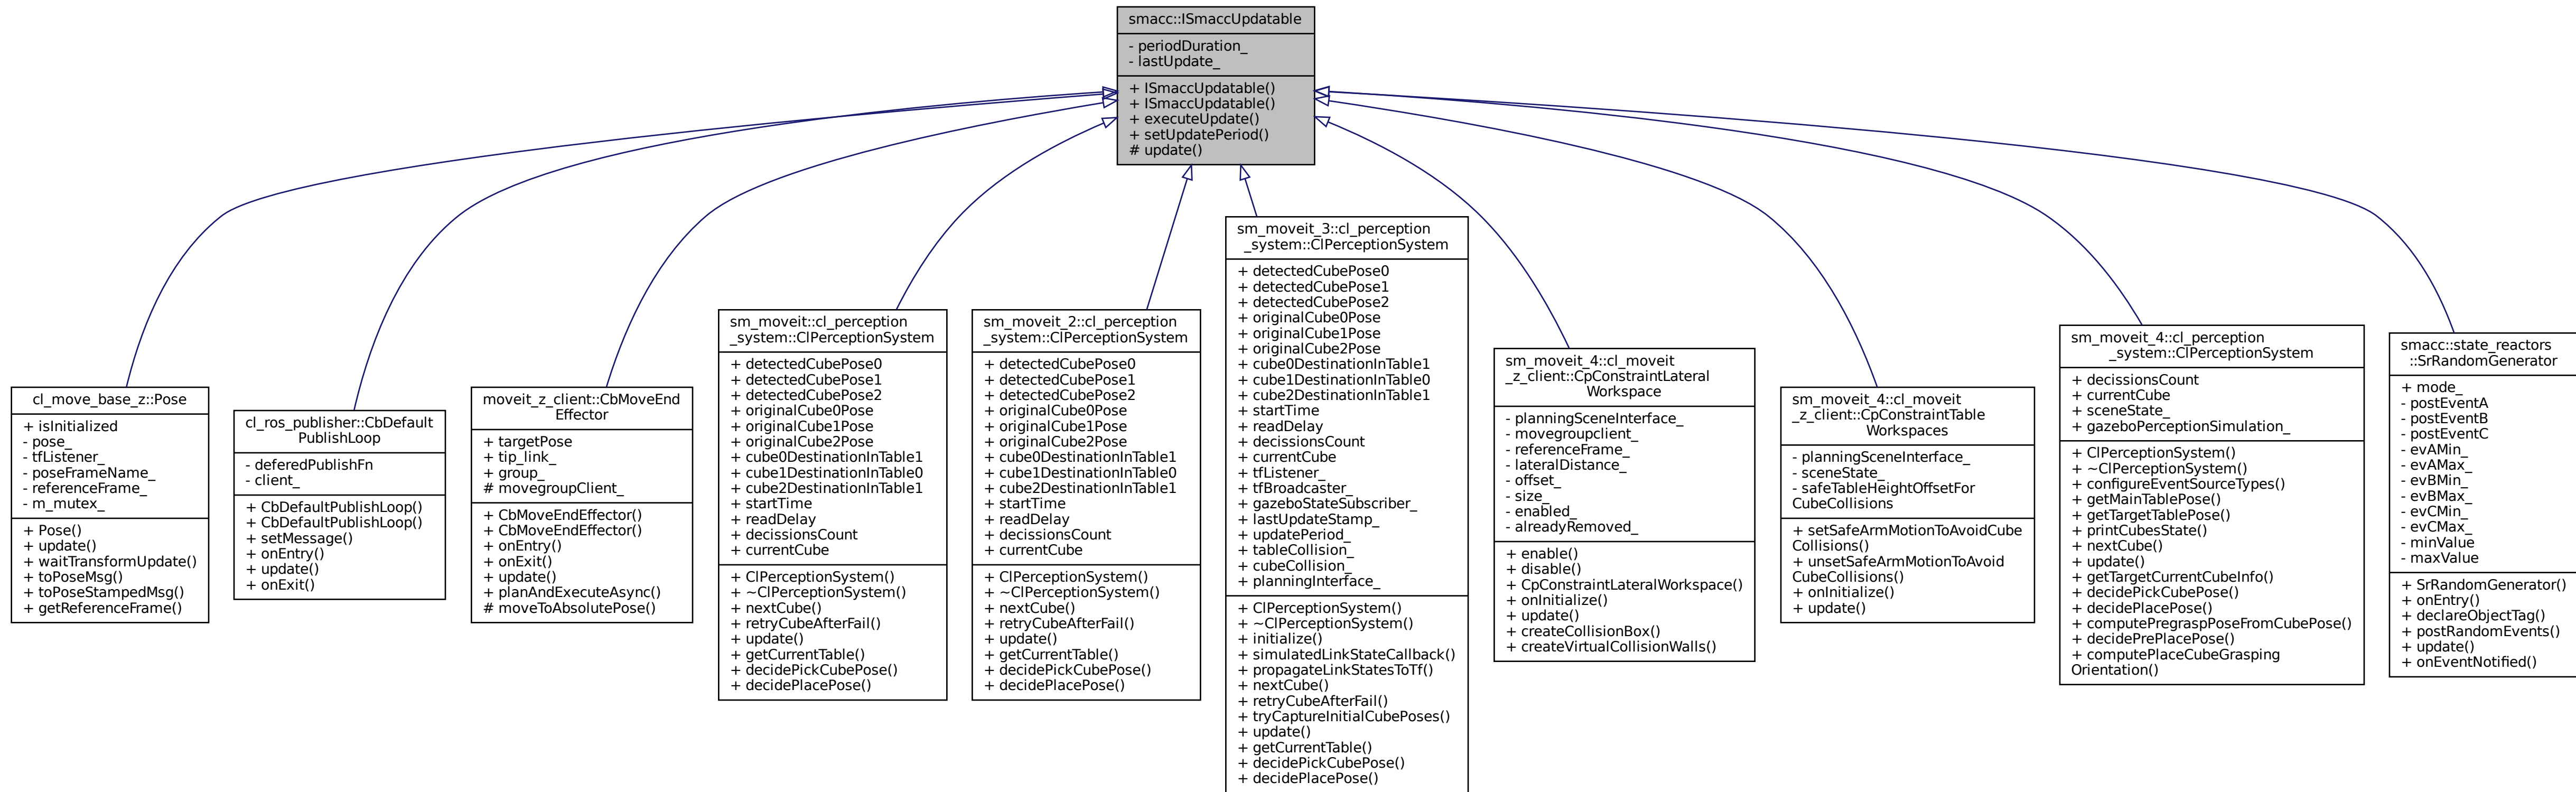 smacc::ISmaccUpdatable
- periodDuration_
- lastUpdate_
+ ISmaccUpdatable()
+ ISmaccUpdatable()
+ executeUpdate()
+ setUpdatePeriod()
# update()
cl_move_base_z::Pose
+ isInitialized
- pose_
- tfListener_
- poseFrameName_
- referenceFrame_
- m_mutex_
+ Pose()
+ update()
+ waitTransformUpdate()
+ toPoseMsg()
+ toPoseStampedMsg()
+ getReferenceFrame()
cl_ros_publisher::CbDefault
PublishLoop
- deferedPublishFn
- client_
+ CbDefaultPublishLoop()
+ CbDefaultPublishLoop()
+ setMessage()
+ onEntry()
+ update()
+ onExit()
moveit_z_client::CbMoveEnd
Effector
+ targetPose
+ tip_link_
+ group_
# movegroupClient_
+ CbMoveEndEffector()
+ CbMoveEndEffector()
+ onEntry()
+ onExit()
+ update()
+ planAndExecuteAsync()
# moveToAbsolutePose()
sm_moveit::cl_perception
_system::ClPerceptionSystem
+ detectedCubePose0
+ detectedCubePose1
+ detectedCubePose2
+ originalCube0Pose
+ originalCube1Pose
+ originalCube2Pose
+ cube0DestinationInTable1
+ cube1DestinationInTable0
+ cube2DestinationInTable1
+ startTime
+ readDelay
+ decissionsCount
+ currentCube
+ ClPerceptionSystem()
+ ~ClPerceptionSystem()
+ nextCube()
+ retryCubeAfterFail()
+ update()
+ getCurrentTable()
+ decidePickCubePose()
+ decidePlacePose()
sm_moveit_2::cl_perception
_system::ClPerceptionSystem
+ detectedCubePose0
+ detectedCubePose1
+ detectedCubePose2
+ originalCube0Pose
+ originalCube1Pose
+ originalCube2Pose
+ cube0DestinationInTable1
+ cube1DestinationInTable0
+ cube2DestinationInTable1
+ startTime
+ readDelay
+ decissionsCount
+ currentCube
+ ClPerceptionSystem()
+ ~ClPerceptionSystem()
+ nextCube()
+ retryCubeAfterFail()
+ update()
+ getCurrentTable()
+ decidePickCubePose()
+ decidePlacePose()
sm_moveit_3::cl_perception
_system::ClPerceptionSystem
+ detectedCubePose0
+ detectedCubePose1
+ detectedCubePose2
+ originalCube0Pose
+ originalCube1Pose
+ originalCube2Pose
+ cube0DestinationInTable1
+ cube1DestinationInTable0
+ cube2DestinationInTable1
+ startTime
+ readDelay
+ decissionsCount
+ currentCube
+ tfListener_
+ tfBroadcaster_
+ gazeboStateSubscriber_
+ lastUpdateStamp_
+ updatePeriod_
+ tableCollision_
+ cubeCollision_
+ planningInterface_
+ ClPerceptionSystem()
+ ~ClPerceptionSystem()
+ initialize()
+ simulatedLinkStateCallback()
+ propagateLinkStatesToTf()
+ nextCube()
+ retryCubeAfterFail()
+ tryCaptureInitialCubePoses()
+ update()
+ getCurrentTable()
+ decidePickCubePose()
+ decidePlacePose()
sm_moveit_4::cl_moveit
_z_client::CpConstraintLateral
Workspace
- planningSceneInterface_
- movegroupclient_
- referenceFrame_
- lateralDistance_
- offset_
- size_
- enabled_
- alreadyRemoved_
+ enable()
+ disable()
+ CpConstraintLateralWorkspace()
+ onInitialize()
+ update()
+ createCollisionBox()
+ createVirtualCollisionWalls()
sm_moveit_4::cl_moveit
_z_client::CpConstraintTable
Workspaces
- planningSceneInterface_
- sceneState_
- safeTableHeightOffsetFor
CubeCollisions
+ setSafeArmMotionToAvoidCube
Collisions()
+ unsetSafeArmMotionToAvoid
CubeCollisions()
+ onInitialize()
+ update()
sm_moveit_4::cl_perception
_system::ClPerceptionSystem
+ decissionsCount
+ currentCube
+ sceneState_
+ gazeboPerceptionSimulation_
+ ClPerceptionSystem()
+ ~ClPerceptionSystem()
+ configureEventSourceTypes()
+ getMainTablePose()
+ getTargetTablePose()
+ printCubesState()
+ nextCube()
+ update()
+ getTargetCurrentCubeInfo()
+ decidePickCubePose()
+ decidePlacePose()
+ computePregraspPoseFromCubePose()
+ decidePrePlacePose()
+ computePlaceCubeGrasping
Orientation()
smacc::state_reactors
::SrRandomGenerator
+ mode_
- postEventA
- postEventB
- postEventC
- evAMin_
- evAMax_
- evBMin_
- evBMax_
- evCMin_
- evCMax_
- minValue
- maxValue
+ SrRandomGenerator()
+ onEntry()
+ declareObjectTag()
+ postRandomEvents()
+ update()
+ onEventNotified()